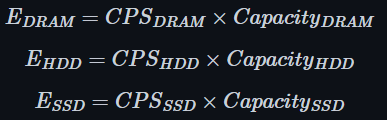 E_DRAM = CPS_DRAM × Capacity_DRAM
E_HDD = CPS_HDD × Capacity_HDD
E_SSD = CPS_SSD × Capacity_SSD